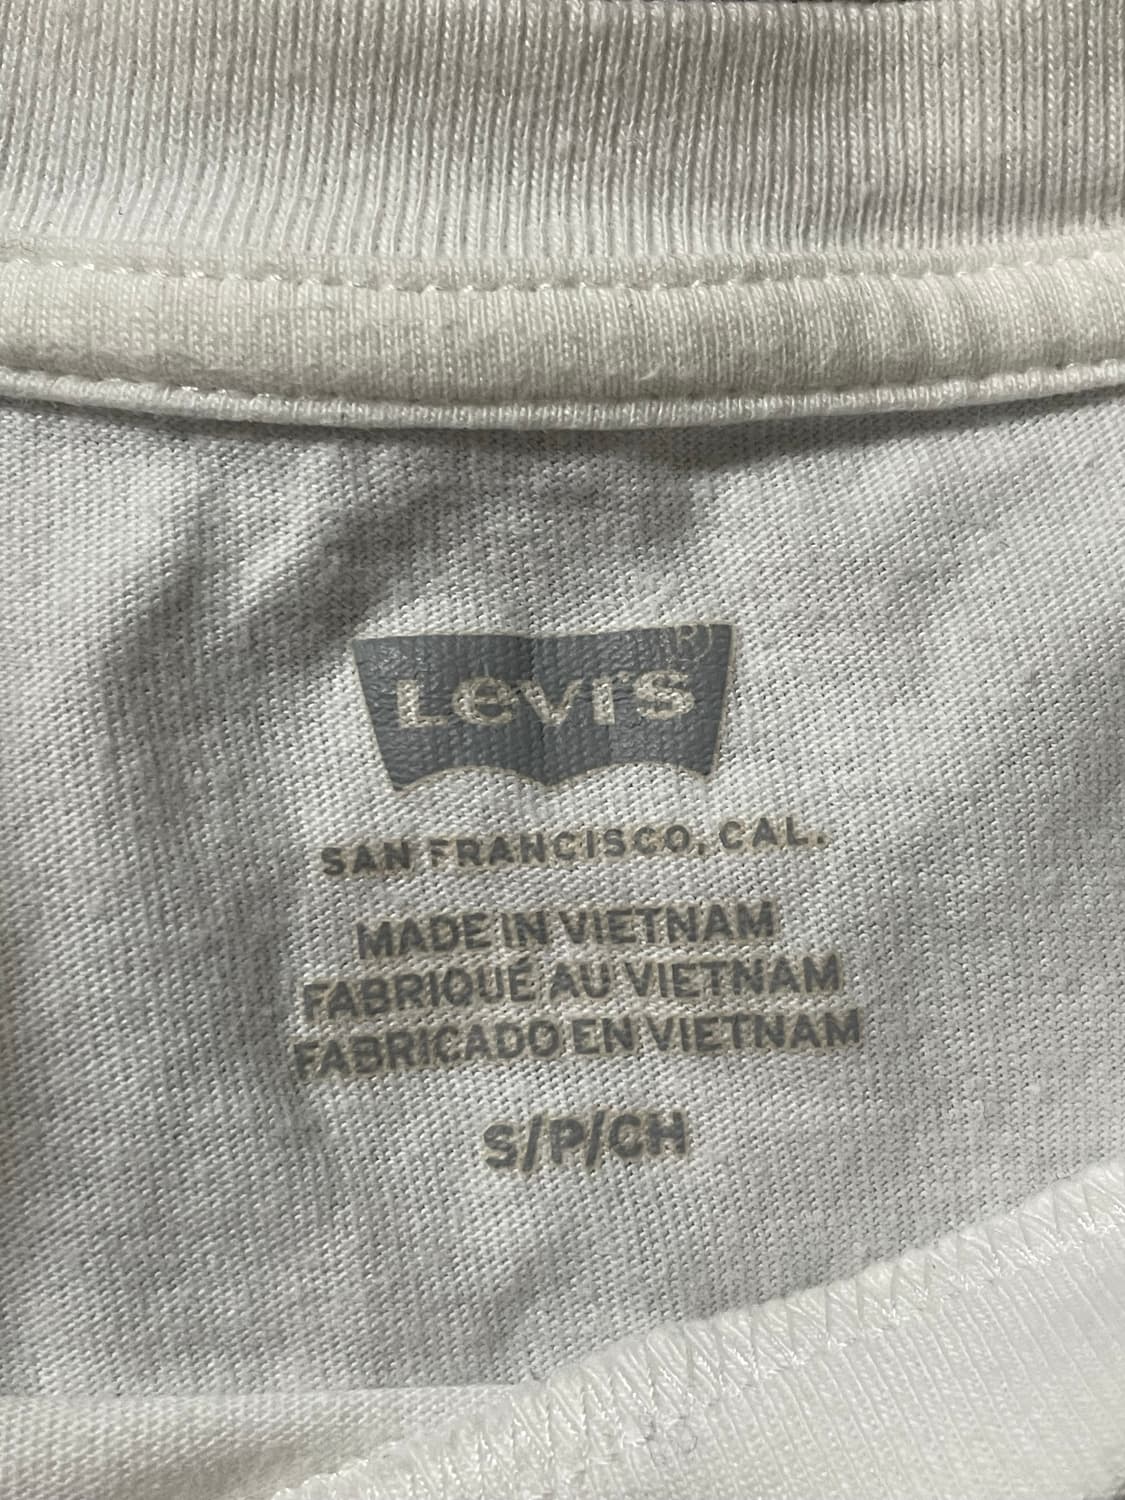 Levi's®
SAN FRANCISCO, CAL.
MADE IN VIETNAM
FABRIQUÉ AU VIETNAM
FABRICADO EN VIETNAM
S/P/CH